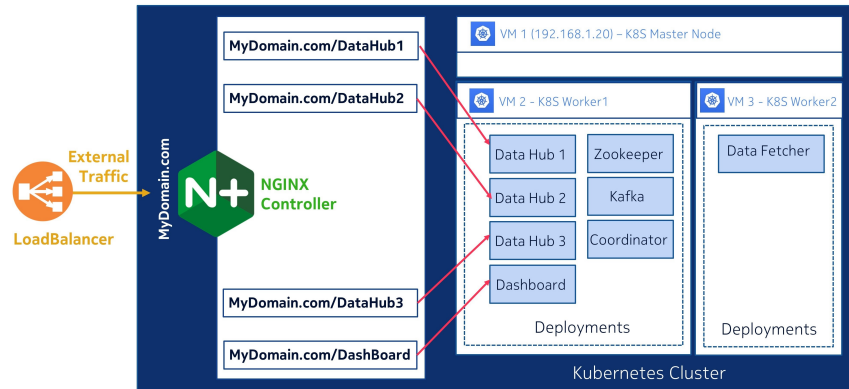 External
Traffic
LoadBalancer
MyDomain.com
N+
NGINX
Controller
MyDomain.com/DataHub1
MyDomain.com/DataHub2
MyDomain.com/DataHub3
MyDomain.com/DashBoard
VM 1 (192.168.1.20) – K8S Master Node
VM 2 - K8S Worker1
Data Hub 1
Zookeeper
Data Hub 2
Kafka
Data Hub 3
Coordinator
Dashboard
Deployments
VM 3 - K8S Worker2
Data Fetcher
Deployments
Kubernetes Cluster